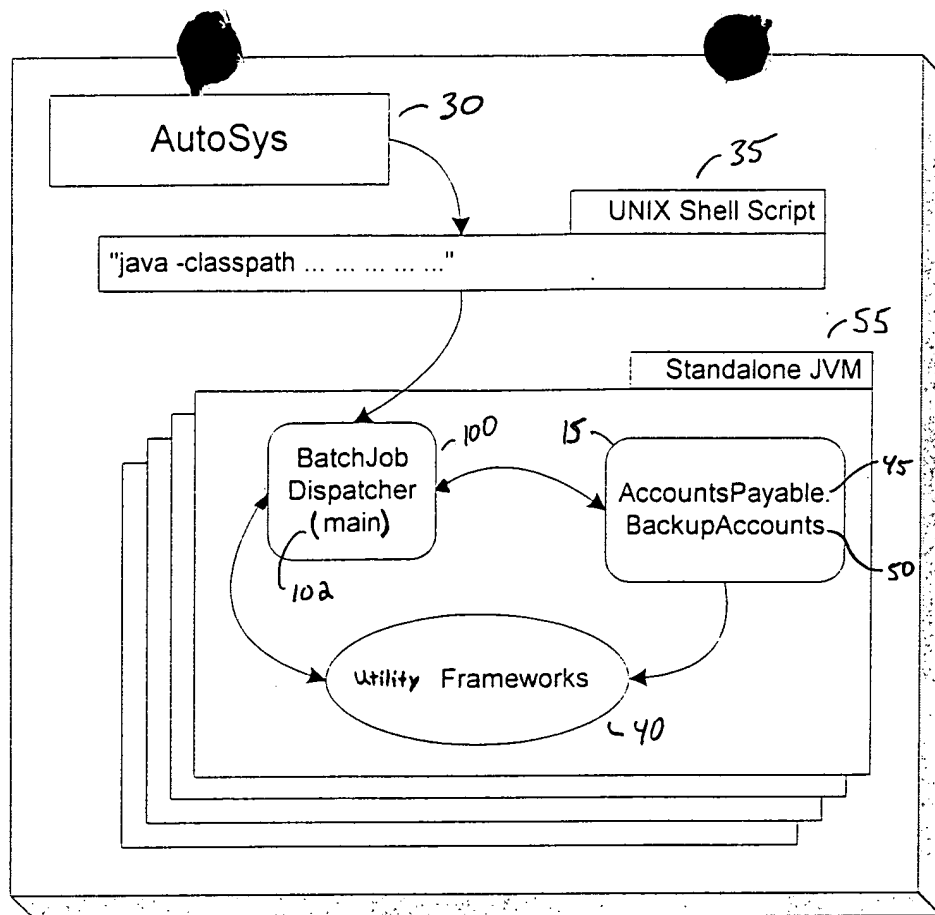 AutoSys
30
35
UNIX Shell Script
"java -classpath ... ... ... ... ..."
55
Standalone JVM
100
15
BatchJob
Dispatcher
(main)
102
AccountsPayable.
45
BackupAccounts
50
Utility Frameworks
40